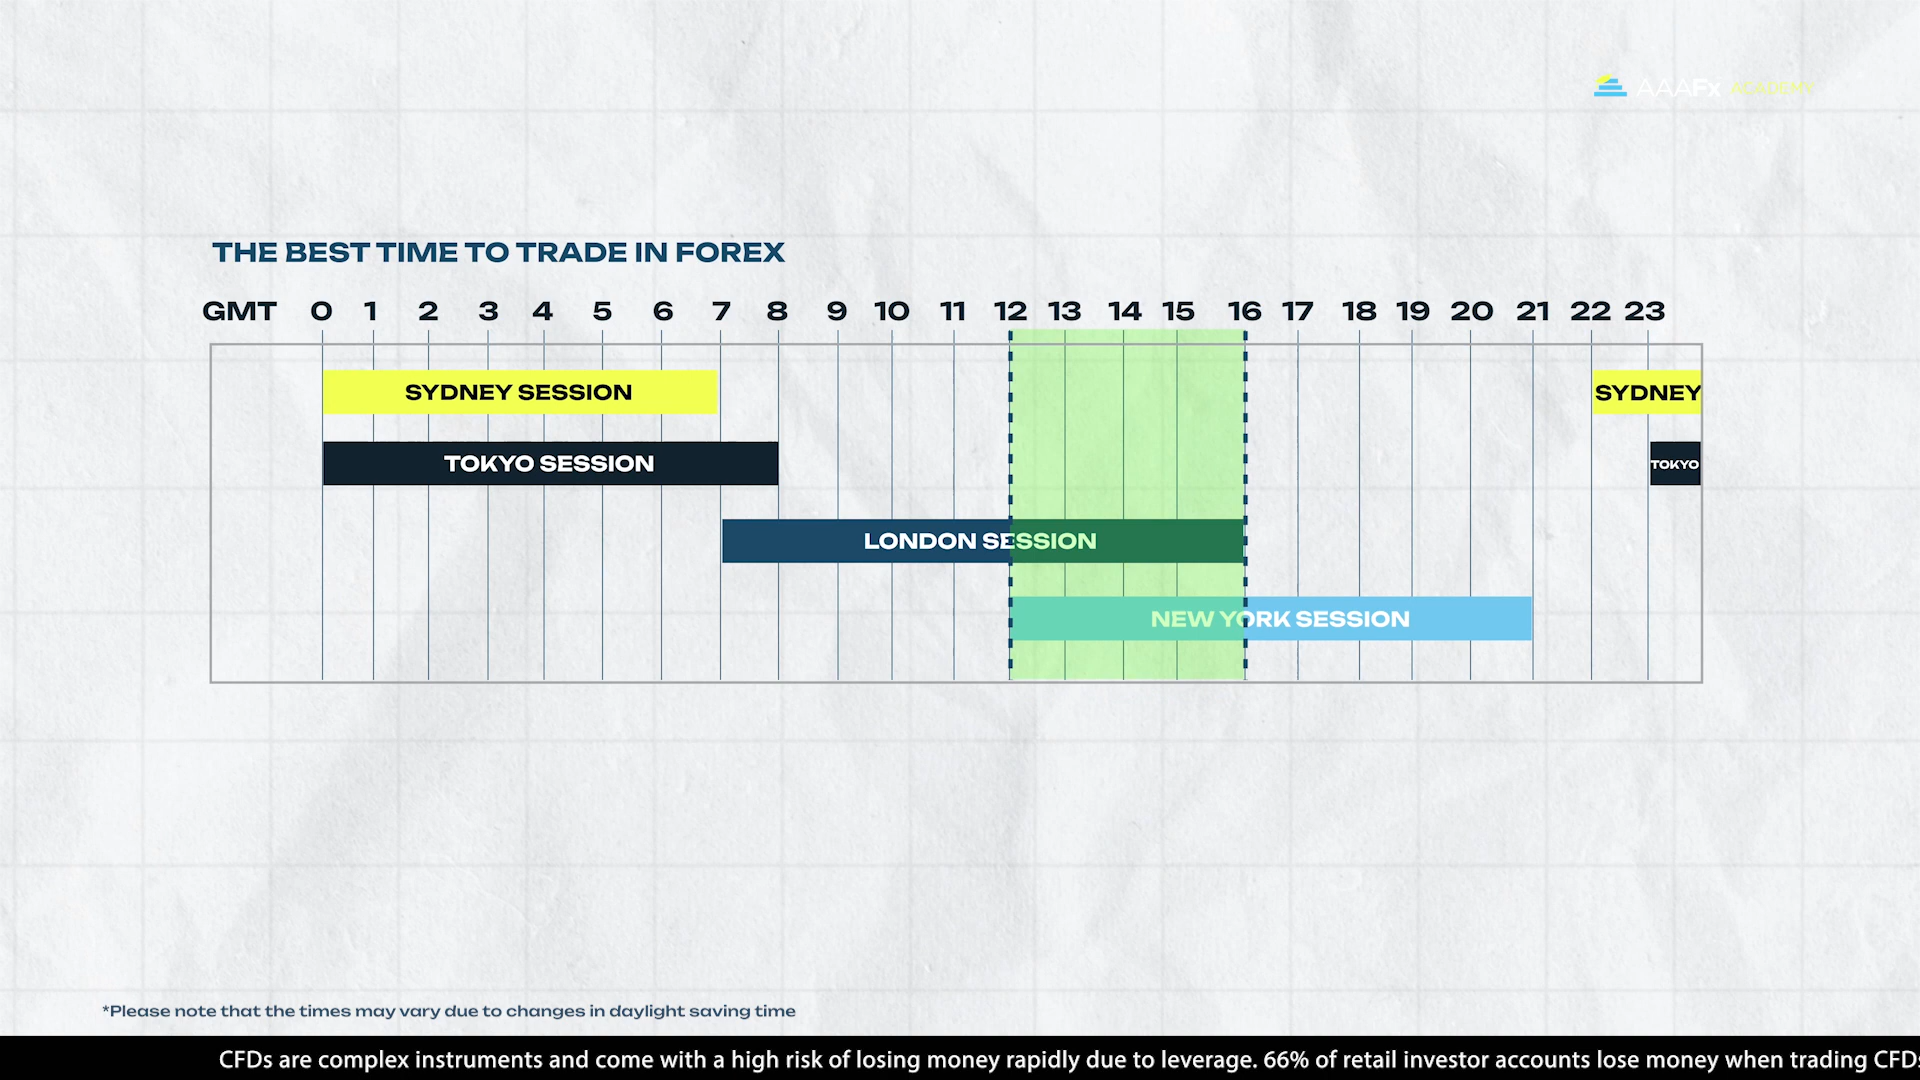 AAAFx ACADEMY
THE BEST TIME TO TRADE IN FOREX
GMT 0 1 2 3 4 5 6 7 8 9 10 11 12 13 14 15 16 17 18 19 20 21 22 23
SYDNEY SESSION SYDNEY
TOKYO SESSION TOKYO
LONDON SESSION
NEW YORK SESSION
*Please note that the times may vary due to changes in daylight saving time
CFDs are complex instruments and come with a high risk of losing money rapidly due to leverage. 66% of retail investor accounts lose money when trading CFDs